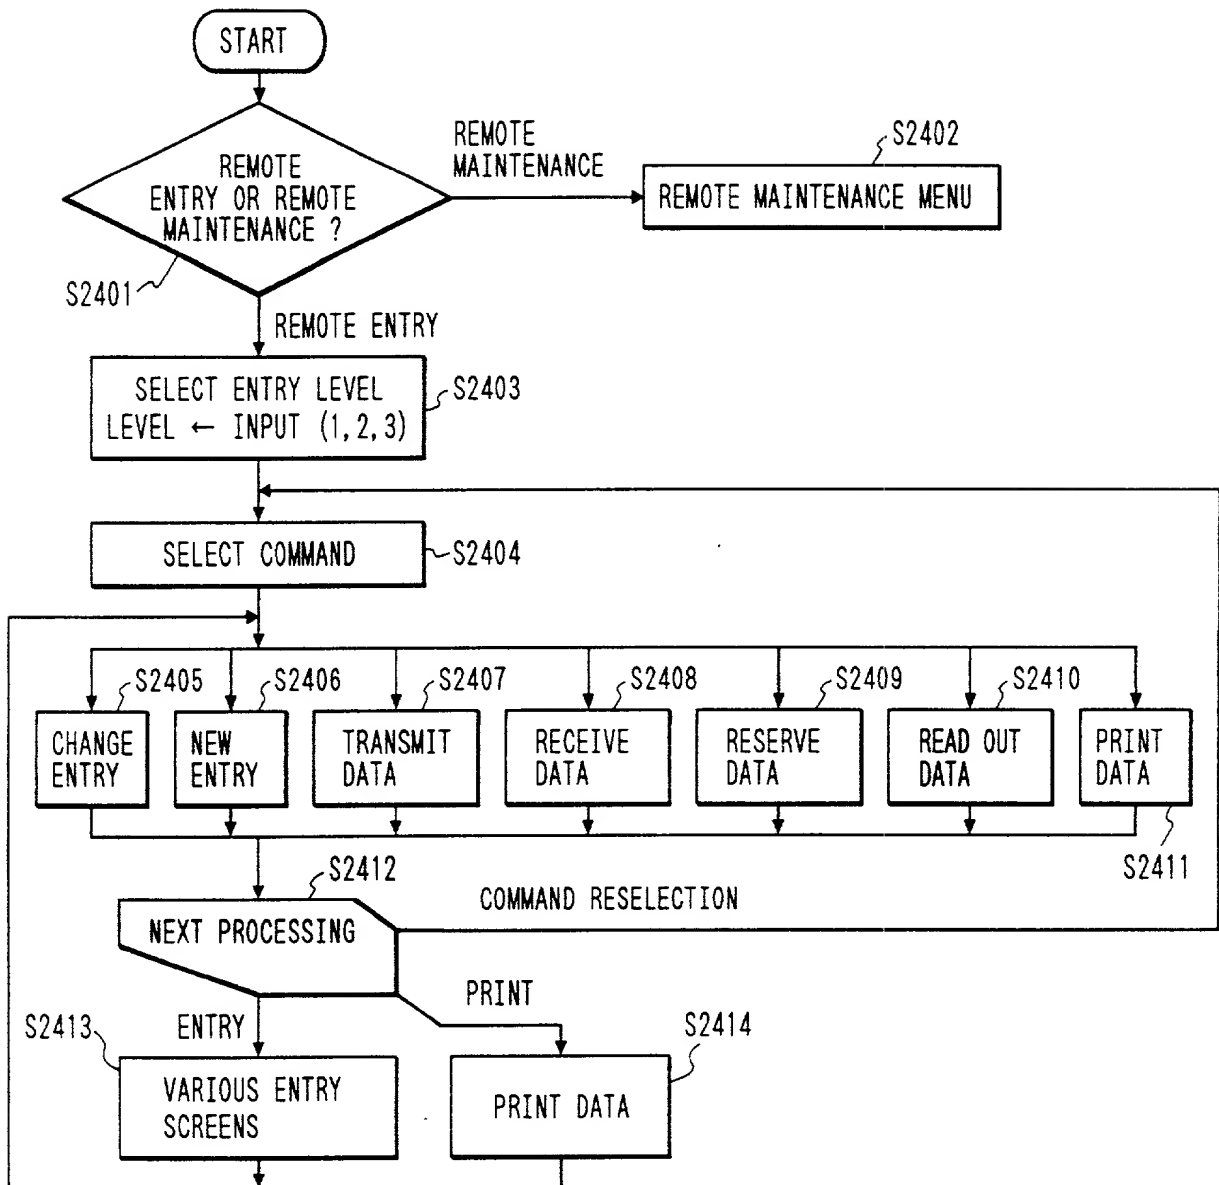 START
REMOTE
ENTRY OR REMOTE
MAINTENANCE ?
S2401
REMOTE
MAINTENANCE
S2402
REMOTE MAINTENANCE MENU
REMOTE ENTRY
SELECT ENTRY LEVEL
LEVEL ← INPUT (1,2,3)
S2403
SELECT COMMAND
S2404
S2405
CHANGE
ENTRY
S2406
NEW
ENTRY
S2407
TRANSMIT
DATA
S2408
RECEIVE
DATA
S2409
RESERVE
DATA
S2410
READ OUT
DATA
PRINT
DATA
S2411
S2412
NEXT PROCESSING
COMMAND RESELECTION
PRINT
ENTRY
S2413
VARIOUS ENTRY
SCREENS
S2414
PRINT DATA